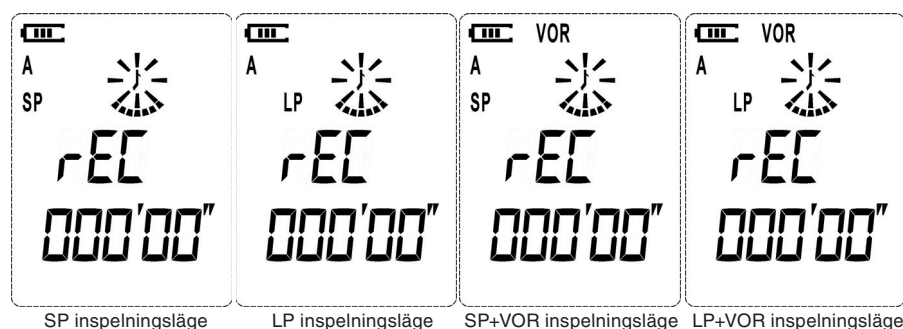 A
SP
rEC
000'00"
SP inspelningsläge
A
LP
rEC
000'00"
LP inspelningsläge
VOR
A
SP
rEC
000'00"
SP+VOR inspelningsläge
VOR
A
LP
rEC
000'00"
LP+VOR inspelningsläge